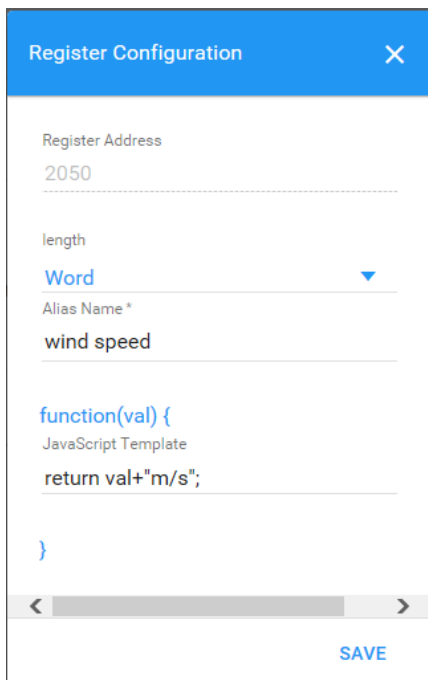 Register Configuration
Register Address
2050
length
Word
Alias Name *
wind speed
function(val) {
JavaScript Template
return val+"m/s";
}
SAVE